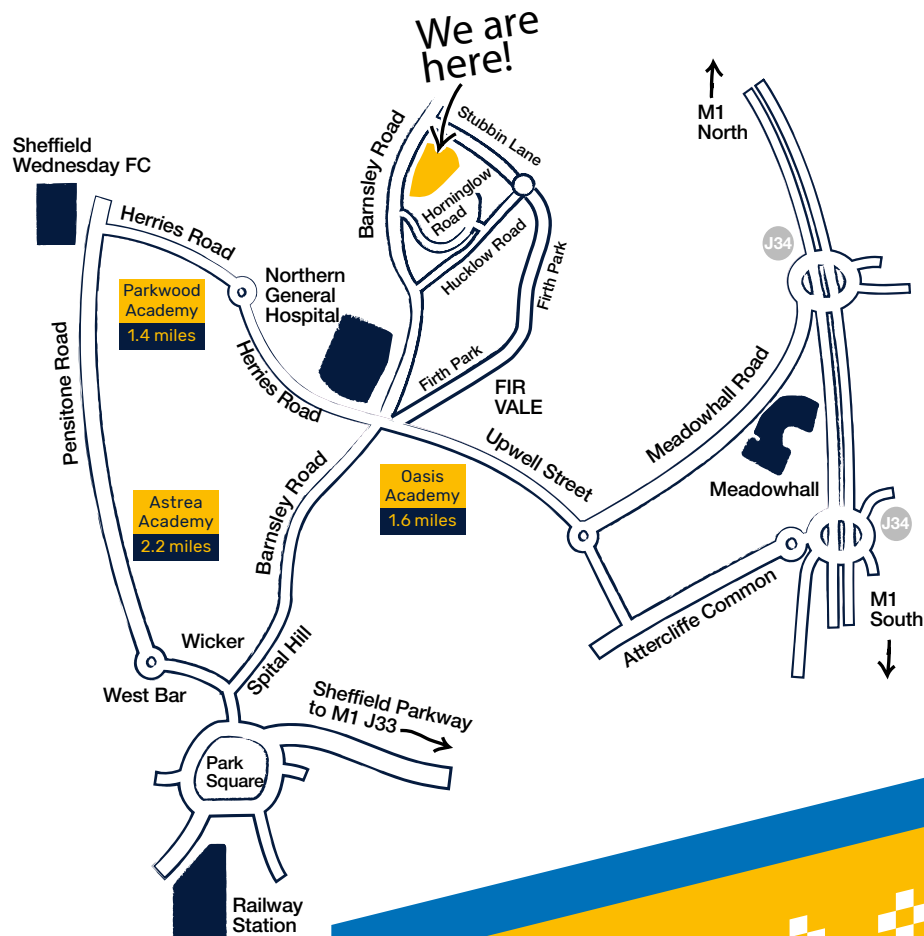 We are
here!
M1
North
Stubbin Lane
Barnsley Road
Sheffield
Wednesday FC
Horninglow
Road
Herries Road
J34
Hucklow Road
Northern
General
Hospital
Firth Park
Parkwood
Academy
1.4 miles
Herries Road
Firth Park
FIR
VALE
Meadowhall Road
Pensitone Road
Upwell Street
Meadowhall
Oasis
Academy
1.6 miles
Astrea
Academy
2.2 miles
Barnsley Road
J34
M1
South
Attercliffe Common
Wicker
Spital Hill
West Bar
Sheffield Parkway
to M1 J33
Park
Square
Railway
Station